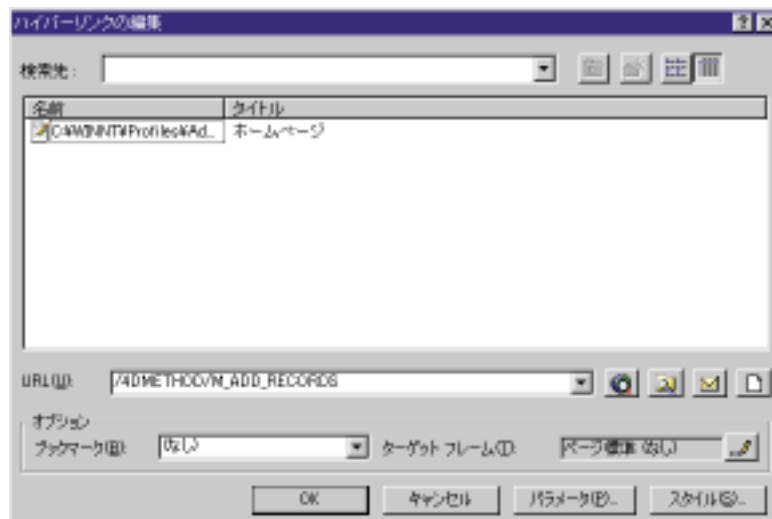 ハイパーリンクの編集
検索先：
名前 タイトル
C:¥WINNT¥Profiles¥Ad... ホームページ
URL(U): /4DMETHOD/M_ADD_RECORDS
オプション
ブックマーク(B): (なし) ターゲット フレーム(T): ページ標準 (なし)
OK キャンセル パラメータ(P)... スタイル(S)...